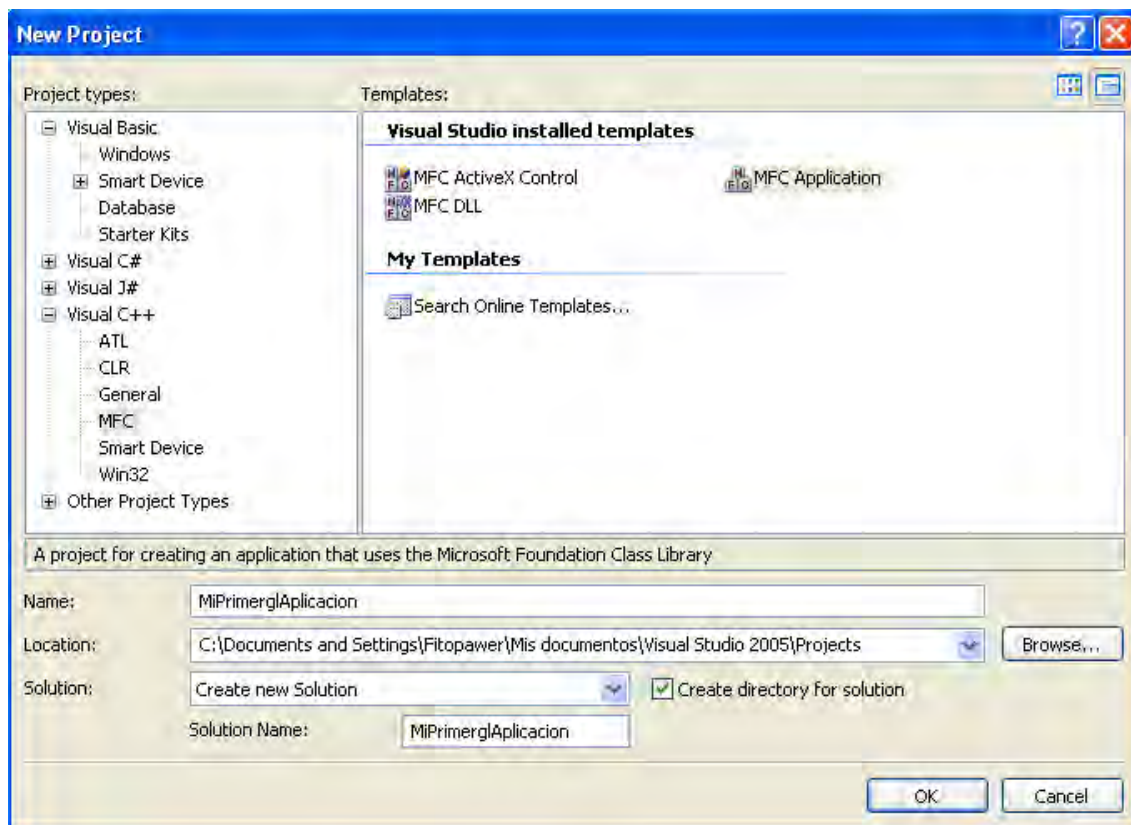 New Project
Project types:
Templates:
Visual Basic
Windows
Smart Device
Database
Starter Kits
Visual C#
Visual J#
Visual C++
ATL
CLR
General
MFC
Smart Device
Win32
Other Project Types
Visual Studio installed templates
MFC ActiveX Control
MFC Application
MFC DLL
My Templates
Search Online Templates...
A project for creating an application that uses the Microsoft Foundation Class Library
Name: MiPrimerglAplicacion
Location: C:\Documents and Settings\Fitopawer\Mis documentos\Visual Studio 2005\Projects Browse...
Solution: Create new Solution Create directory for solution
Solution Name: MiPrimerglAplicacion
OK Cancel